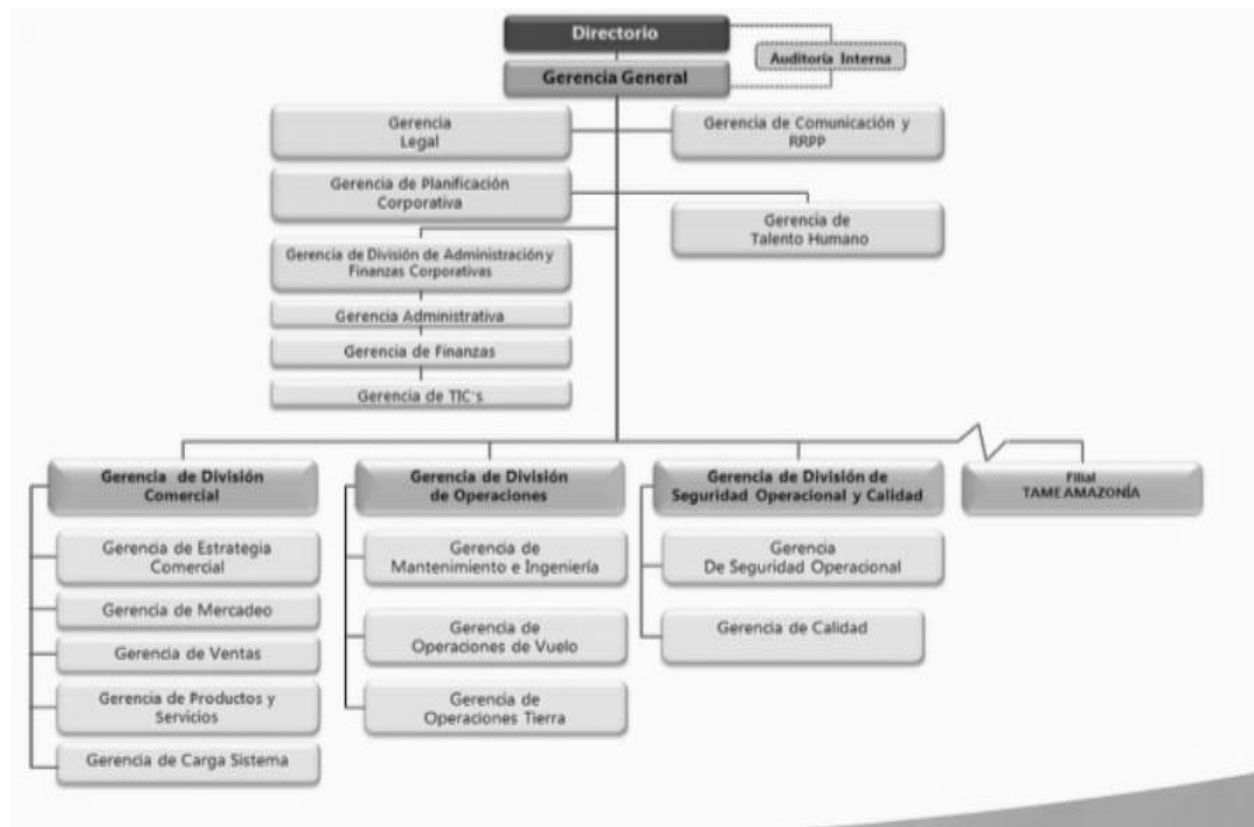 Directorio
Auditoría Interna
Gerencia General
Gerencia
Legal
Gerencia de Comunicación y
RRPP
Gerencia de Planificación
Corporativa
Gerencia de
Talento Humano
Gerencia de División de Administración y
Finanzas Corporativas
Gerencia Administrativa
Gerencia de Finanzas
Gerencia de TIC's
Gerencia de División
Comercial
Gerencia de Estrategia
Comercial
Gerencia de Mercadeo
Gerencia de Ventas
Gerencia de Productos y
Servicios
Gerencia de Carga Sistema
Gerencia de División
de Operaciones
Gerencia de
Mantenimiento e Ingeniería
Gerencia de
Operaciones de Vuelo
Gerencia de
Operaciones Tierra
Gerencia de División de
Seguridad Operacional y Calidad
Gerencia
De Seguridad Operacional
Gerencia de Calidad
Filial
TAME AMAZONÍA